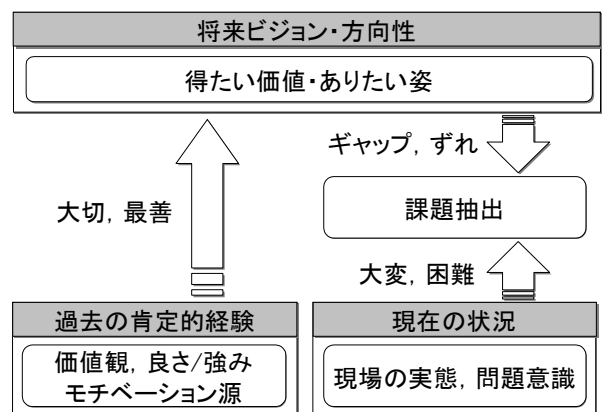 将来ビジョン・方向性
得たい価値・ありたい姿
ギャップ, ずれ
大切, 最善
課題抽出
大変, 困難
過去の肯定的経験
価値観, 良さ/強み
モチベーション源
現在の状況
現場の実態, 問題意識